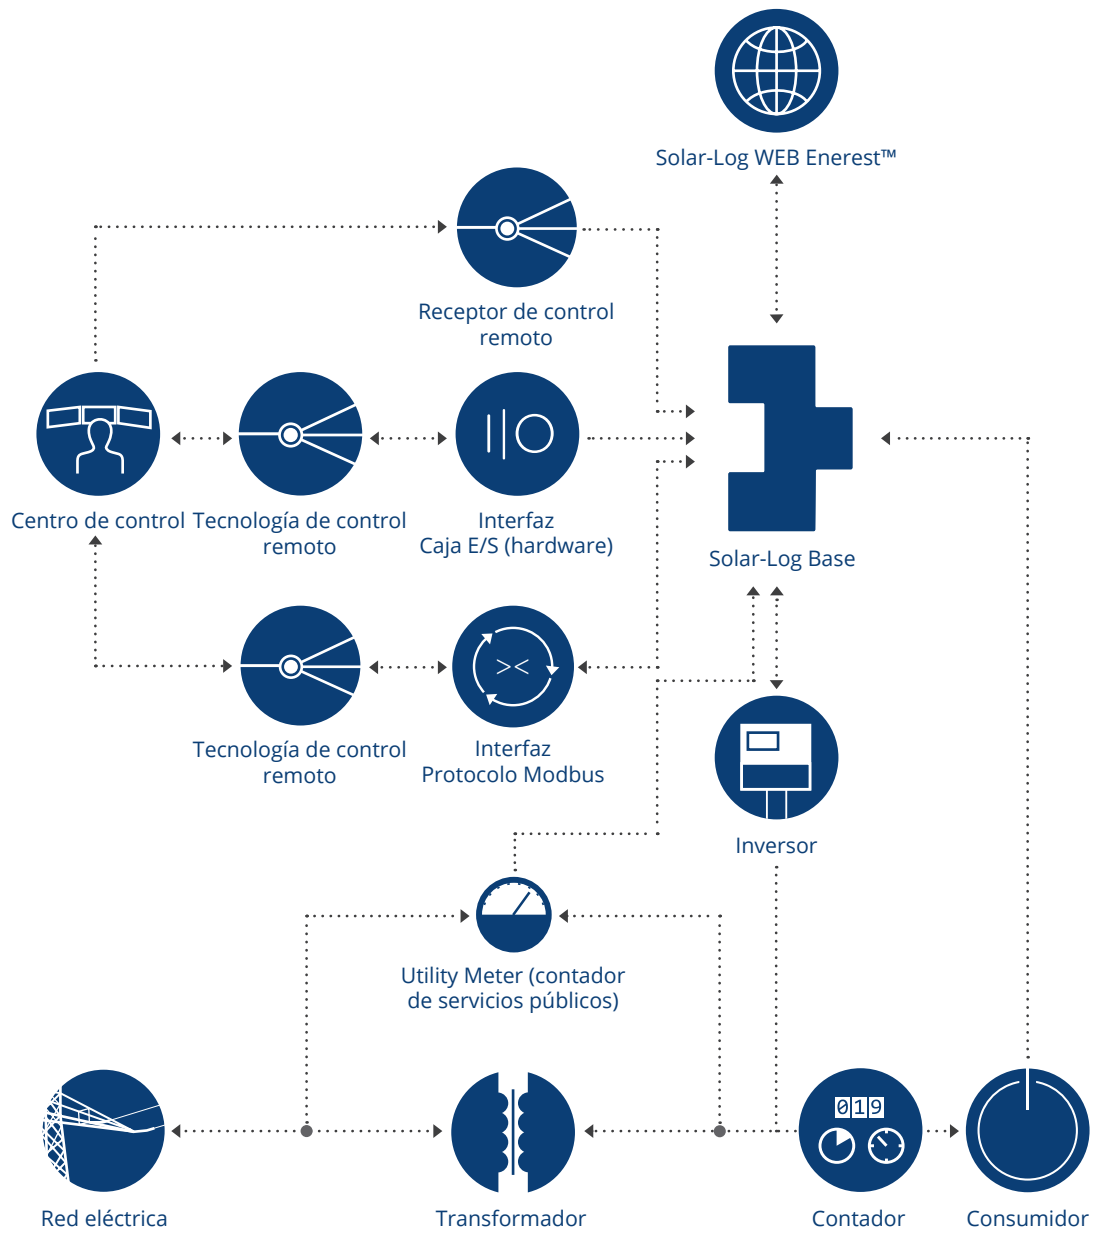 Solar-Log WEB Enerest™
Receptor de control
remoto
Centro de control
Tecnología de control
remoto
Interfaz
Caja E/S (hardware)
Solar-Log Base
Tecnología de control
remoto
Interfaz
Protocolo Modbus
Inversor
Utility Meter (contador
de servicios públicos)
019
Red eléctrica
Transformador
Contador
Consumidor